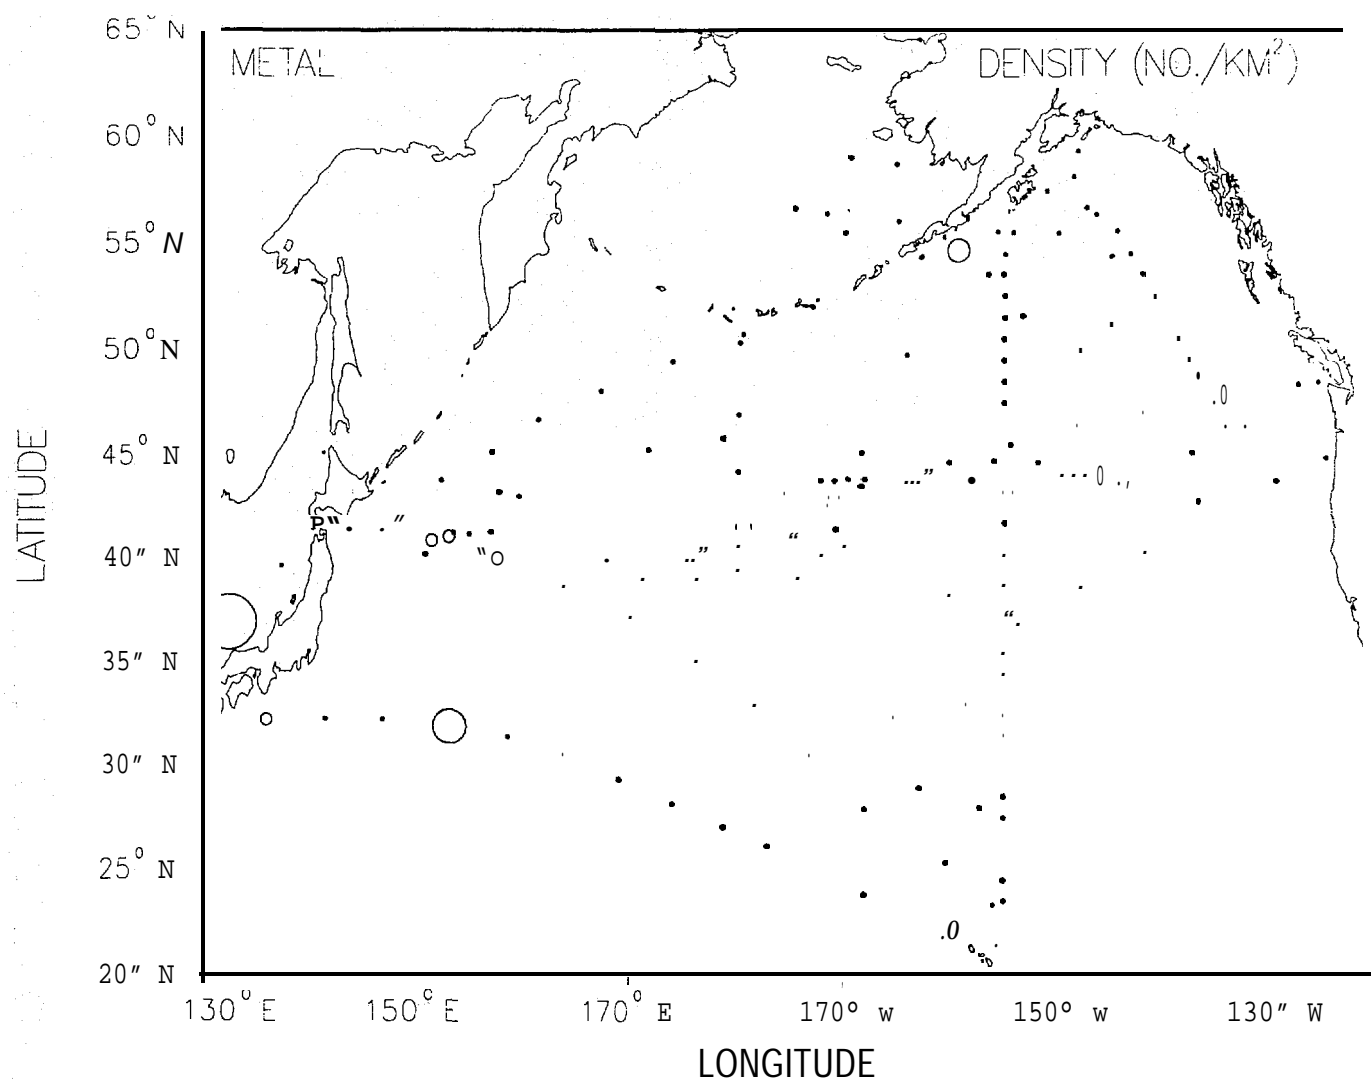 65° N
METAL
DENSITY (NO./KM²)
60° N
55° N
50° N
45° N
40″ N
35″ N
30″ N
25° N
20″ N
LATITUDE
130°E
150°E
170° E
170° w
150° w
130″ W
LONGITUDE